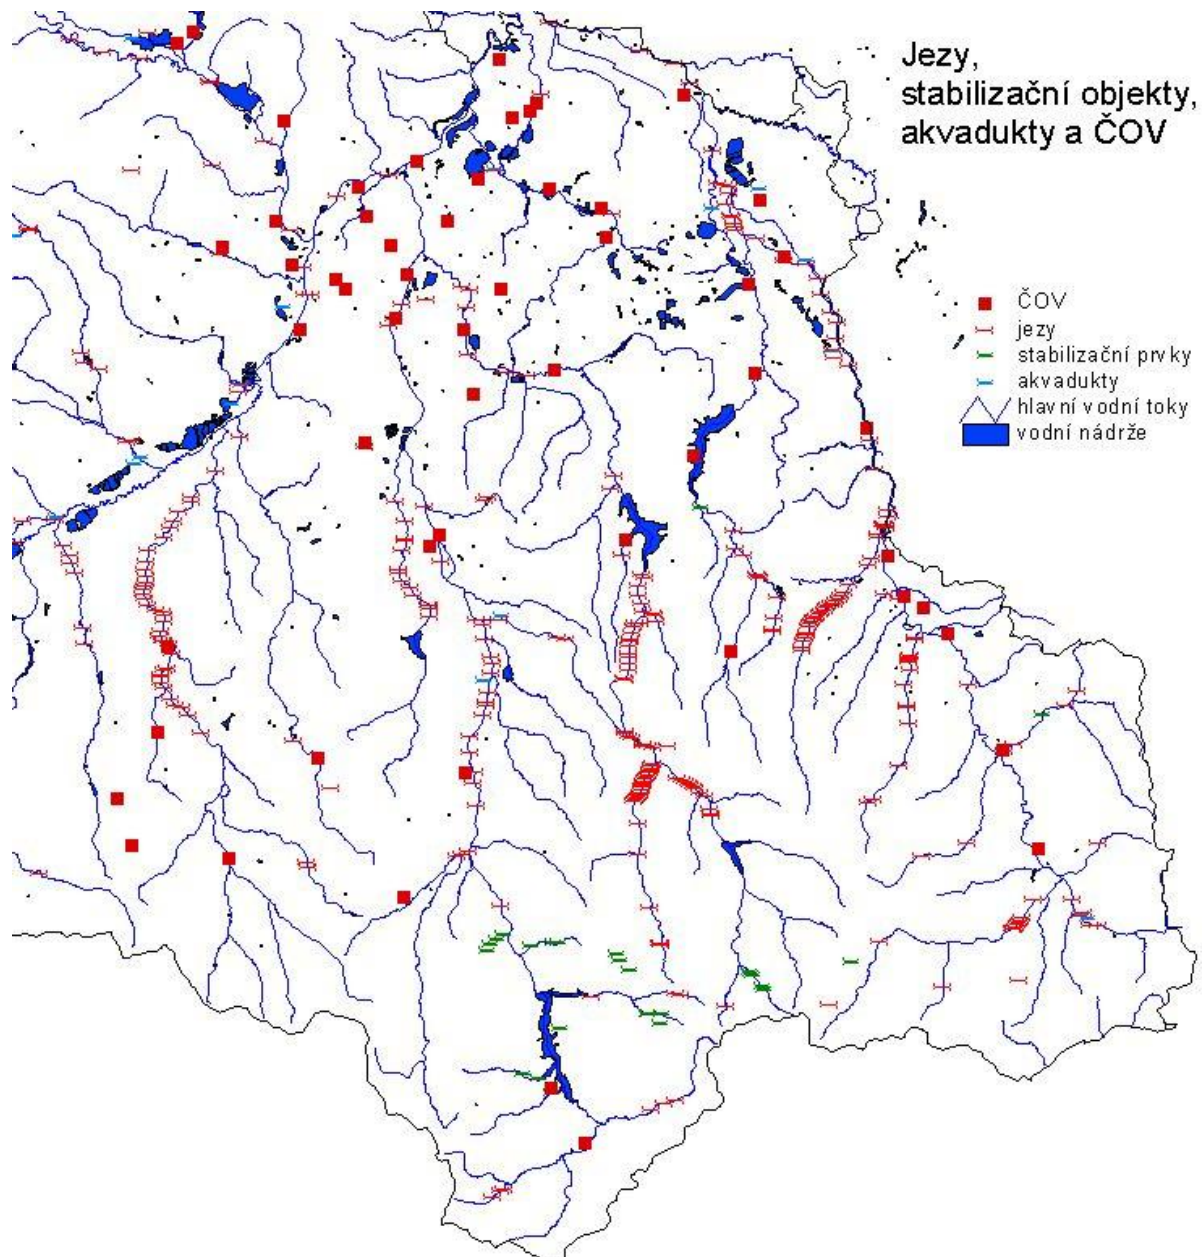 Jezy,
stabilizační objekty,
akvadukty a ČOV
ČOV
jezy
stabilizační prvky
akvadukty
hlavní vodní toky
vodní nádrže